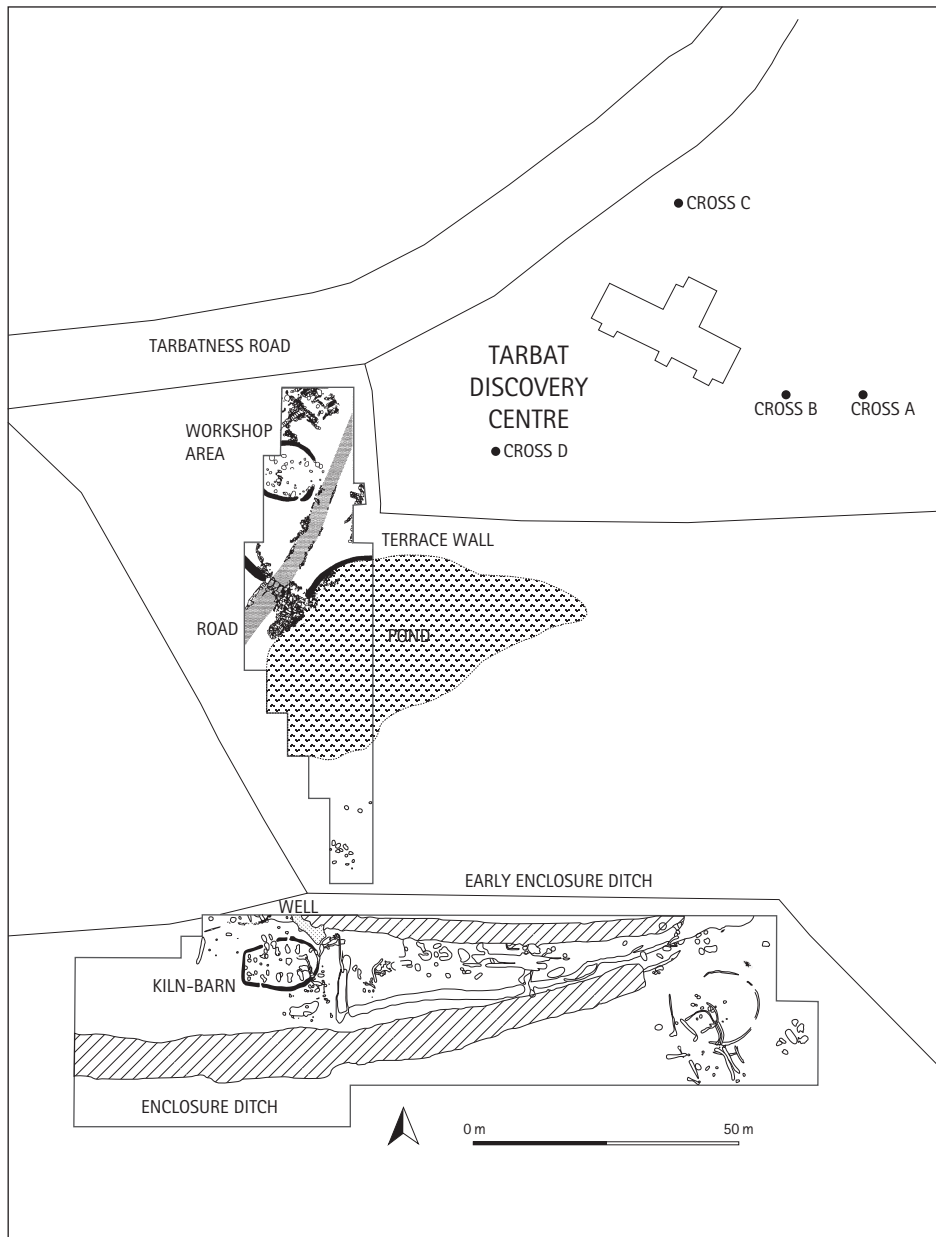 CROSS C
TARBATNESS ROAD
TARBAT
DISCOVERY
CENTRE
CROSS B
CROSS A
WORKSHOP
AREA
CROSS D
TERRACE WALL
ROAD
POND
EARLY ENCLOSURE DITCH
WELL
KILN-BARN
ENCLOSURE DITCH
0 m
50 m